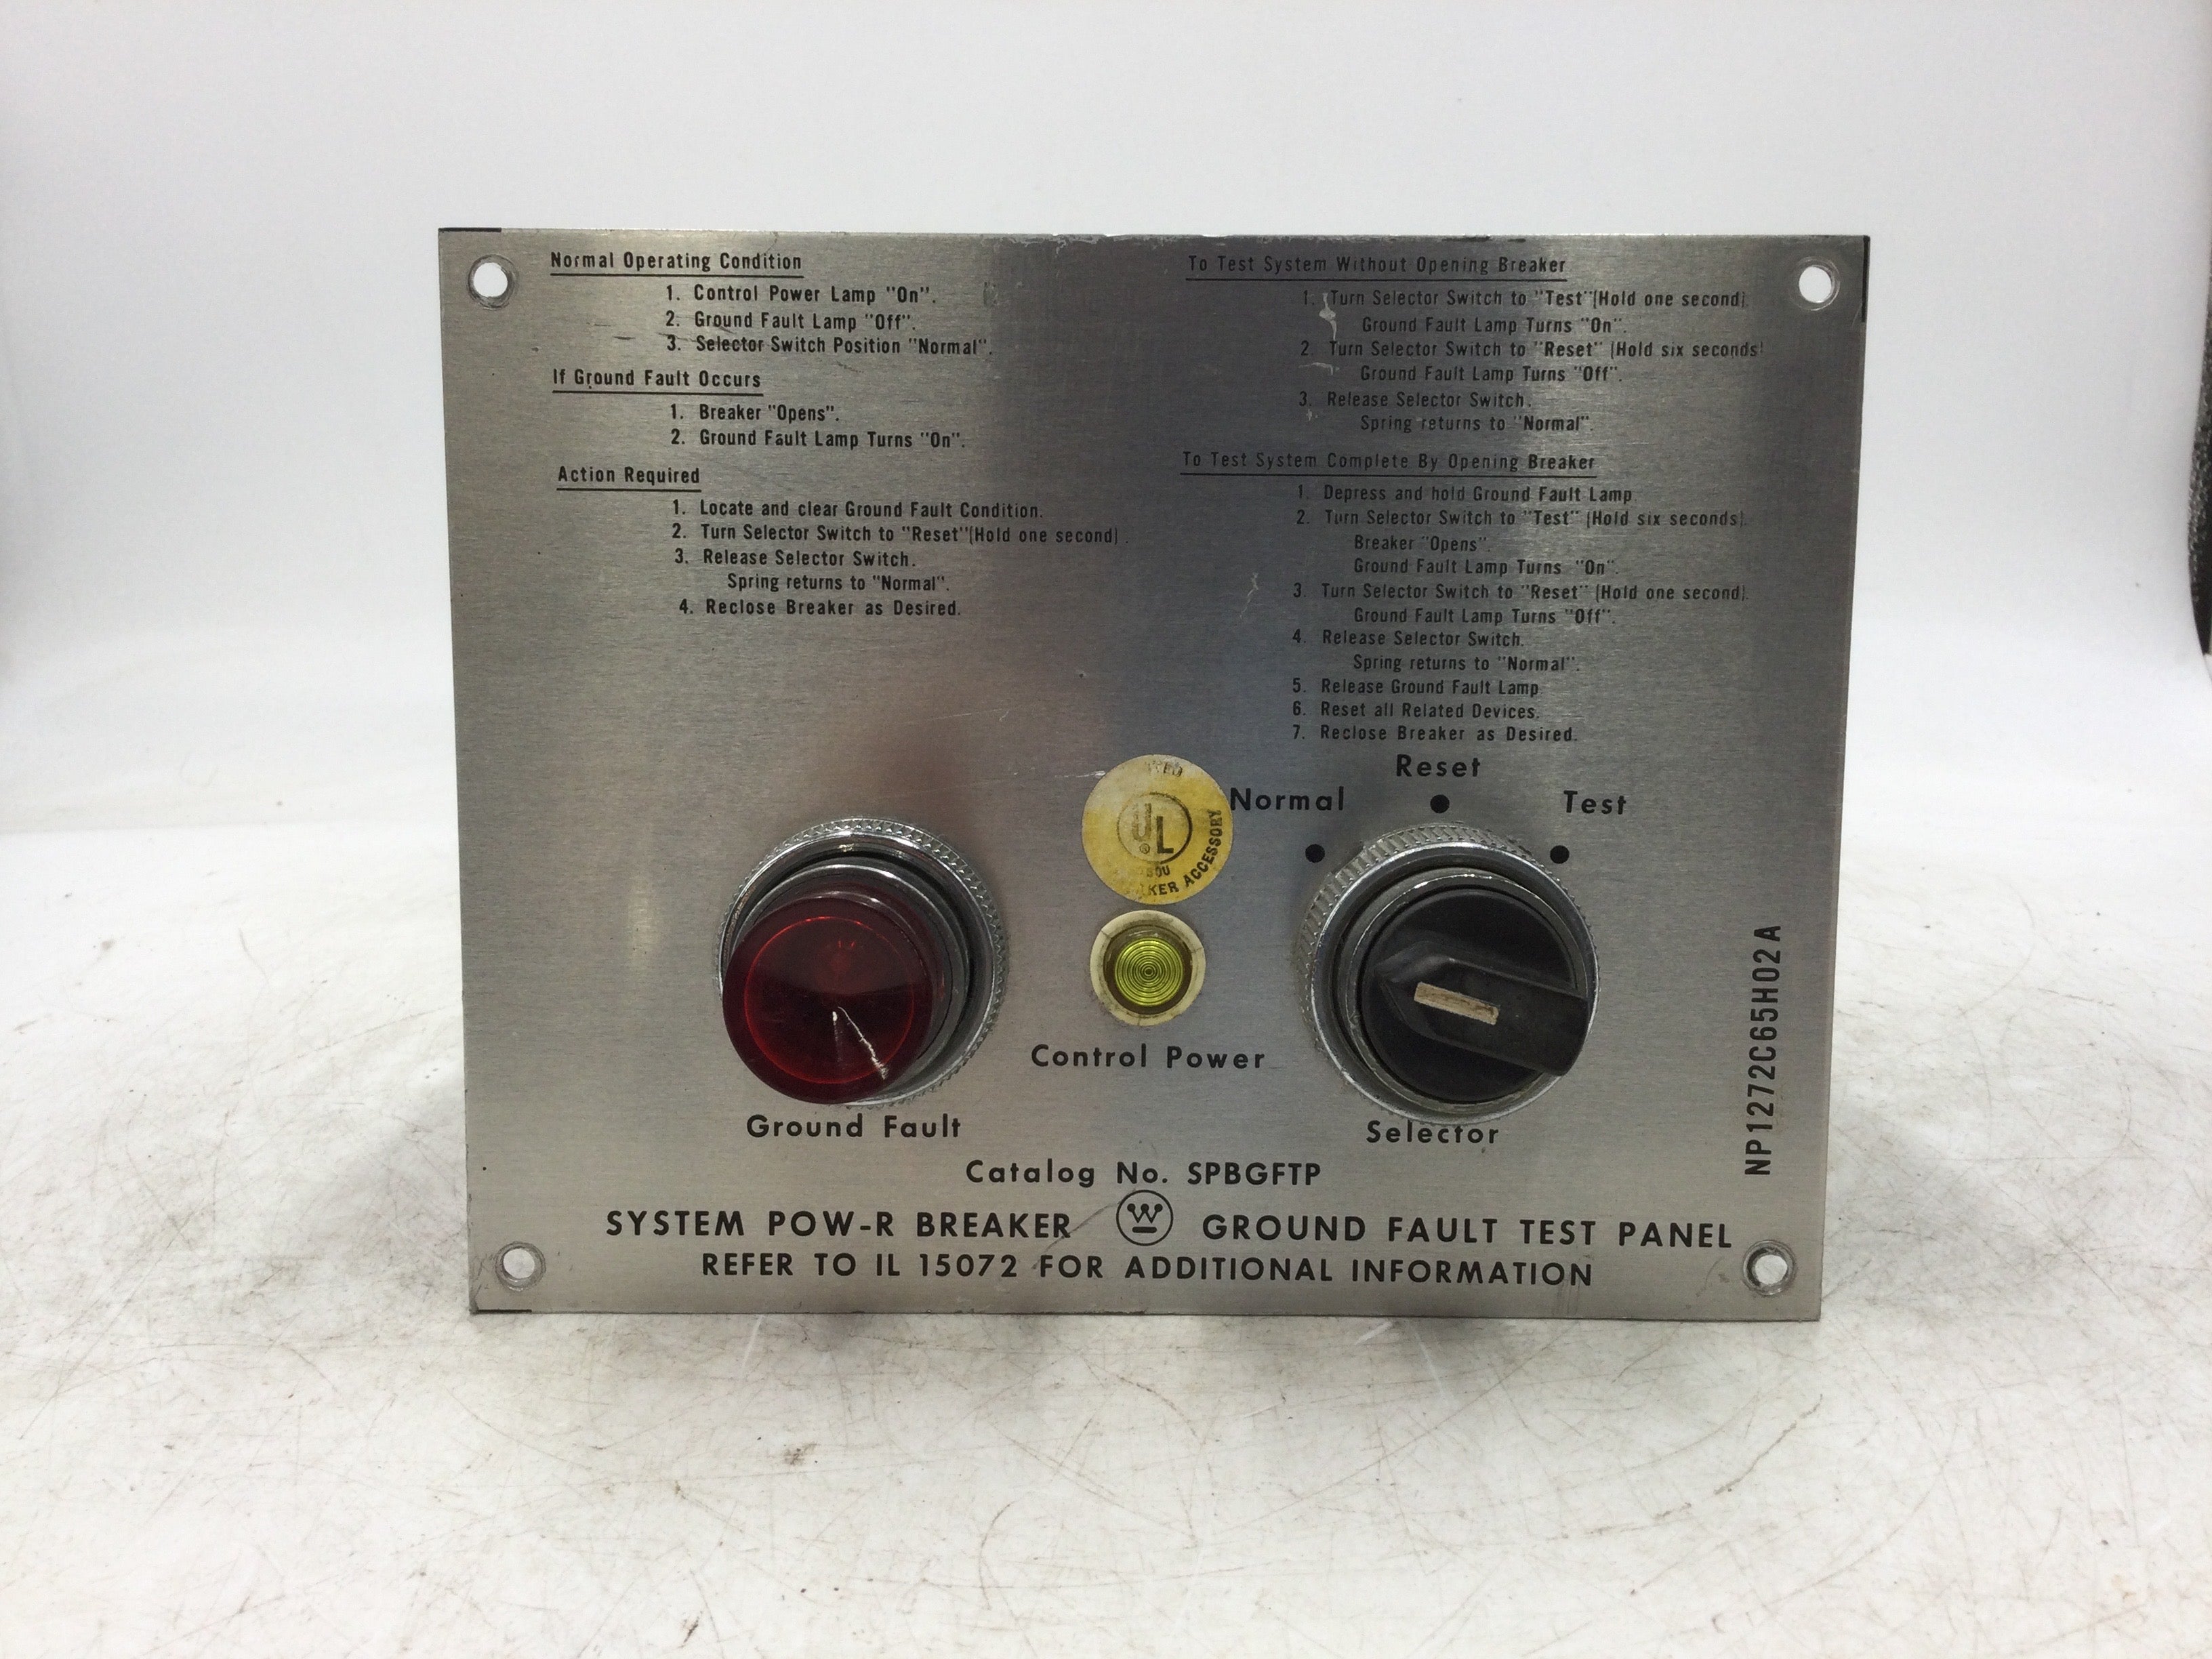 Normal Operating Condition
1. Control Power Lamp "On".
2. Ground Fault Lamp "Off".
3. Selector Switch Position "Normal".
If Ground Fault Occurs
1. Breaker "Opens".
2. Ground Fault Lamp Turns "On".
Action Required
1. Locate and clear Ground Fault Condition.
2. Turn Selector Switch to "Reset" (Hold one second).
3. Release Selector Switch.
Spring returns to "Normal".
4. Reclose Breaker as Desired.
To Test System Without Opening Breaker
1. Turn Selector Switch to "Test" (Hold one second).
Ground Fault Lamp Turns "On".
2. Turn Selector Switch to "Reset" (Hold six seconds)
Ground Fault Lamp Turns "Off".
3. Release Selector Switch.
Spring returns to "Normal".
To Test System Complete By Opening Breaker
1. Depress and hold Ground Fault Lamp
2. Turn Selector Switch to "Test" (Hold six seconds).
Breaker "Opens".
Ground Fault Lamp Turns "On".
3. Turn Selector Switch to "Reset" (Hold one second).
Ground Fault Lamp Turns "Off".
4. Release Selector Switch.
Spring returns to "Normal".
5. Release Ground Fault Lamp
6. Reset all Related Devices.
7. Reclose Breaker as Desired.
Reset
Normal
Test
UL
ACCESSORY
Control Power
Ground Fault
Selector
NP1272C65H02A
Catalog No. SPBGFTP
SYSTEM POW-R BREAKER W GROUND FAULT TEST PANEL
REFER TO IL 15072 FOR ADDITIONAL INFORMATION